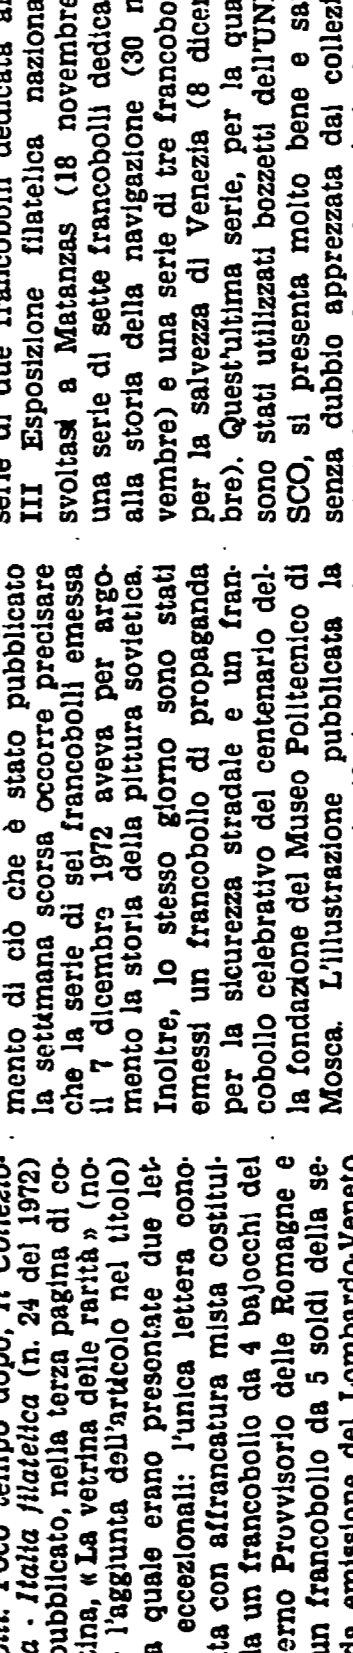 tempo dopo, Il Collezio-
a - Italia filatelica (n. 24 del 1972)
pubblicato, nella terza pagina di co-
ina, « La vetrina delle rarità » (no-
l'aggiunta dell'articolo nel titolo)
a quale erano presentate due let-
eccezionali: l'unica lettera cono-
ta con affrancatura mista costitui-
da un francobollo da 4 bajocchi del
erno Provvisorio delle Romagne e
un francobollo da 5 soldi della se-
da emissione del Lombardo-Veneto
mento di ciò che è stato pubblicato
la settimana scorsa occorre precisare
che la serie di sei francobolli emessa
il 7 dicembre 1972 aveva per argo-
mento la storia della pittura sovietica.
Inoltre, lo stesso giorno sono stati
emessi un francobollo di propaganda
per la sicurezza stradale e un fran-
cobollo celebrativo del centenario del-
la fondazione del Museo Politecnico di
Mosca. L'illustrazione pubblicata la
serie di due francobolli dedicata al
III Esposizione filatelica naziona
svoltasi a Matanzas (18 novembre
una serie di sette francobolli dedica
alla storia della navigazione (30 n
vembre) e una serie di tre francobo
per la salvezza di Venezia (8 dicem
bre). Quest'ultima serie, per la qua
sono stati utilizzati bozzetti dell'UN
SCO, si presenta molto bene e sa
senza dubbio apprezzata dai collezi